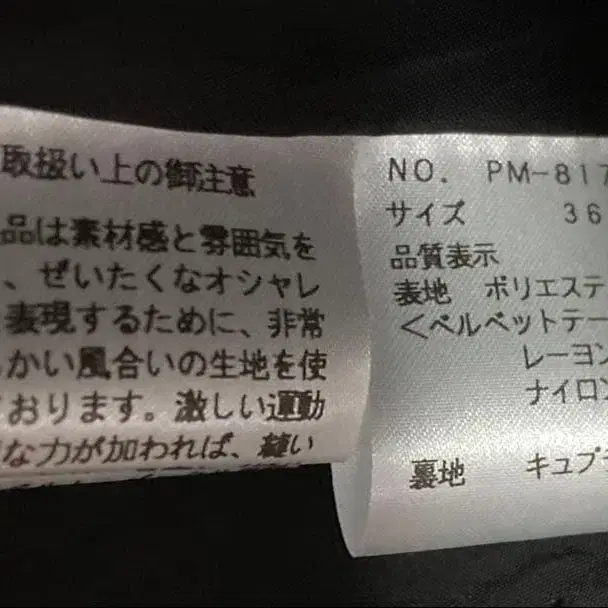 取扱い上の御注意
品は素材感と雰囲気を
、ぜいたくなオシャレ
表現するために、非常
かい風合いの生地を使
おります。激しい運動
な力が加われば、縫い
NO. PM-817
サイズ 36
品質表示
表地 ポリエステ
<ベルベットテー
レーヨン
ナイロン
裏地 キュプラ